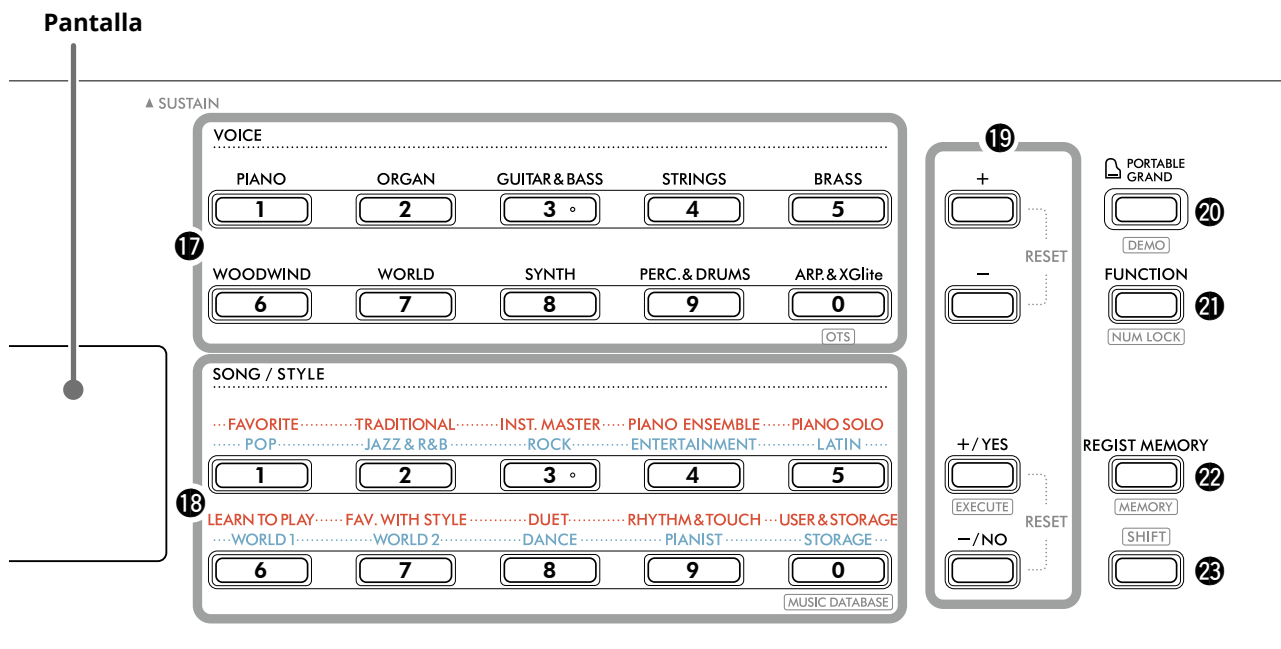 Pantalla
▲ SUSTAIN
VOICE
PIANO ORGAN GUITAR & BASS STRINGS BRASS
1 2 3 4 5
WOODWIND WORLD SYNTH PERC. & DRUMS ARP. & XGlite
6 7 8 9 0
OTS
⓱
SONG / STYLE
FAVORITE TRADITIONAL INST. MASTER PIANO ENSEMBLE PIANO SOLO
POP JAZZ & R&B ROCK ENTERTAINMENT LATIN
1 2 3 4 5
LEARN TO PLAY FAV. WITH STYLE DUET RHYTHM & TOUCH USER & STORAGE
WORLD 1 WORLD 2 DANCE PIANIST STORAGE
6 7 8 9 0
MUSIC DATABASE
⓲
⓳
+
RESET
−
+/YES
EXECUTE
RESET
−/NO
PORTABLE
GRAND
⓴
DEMO
FUNCTION
㉑
NUM LOCK
REGIST MEMORY
㉒
MEMORY
SHIFT
㉓